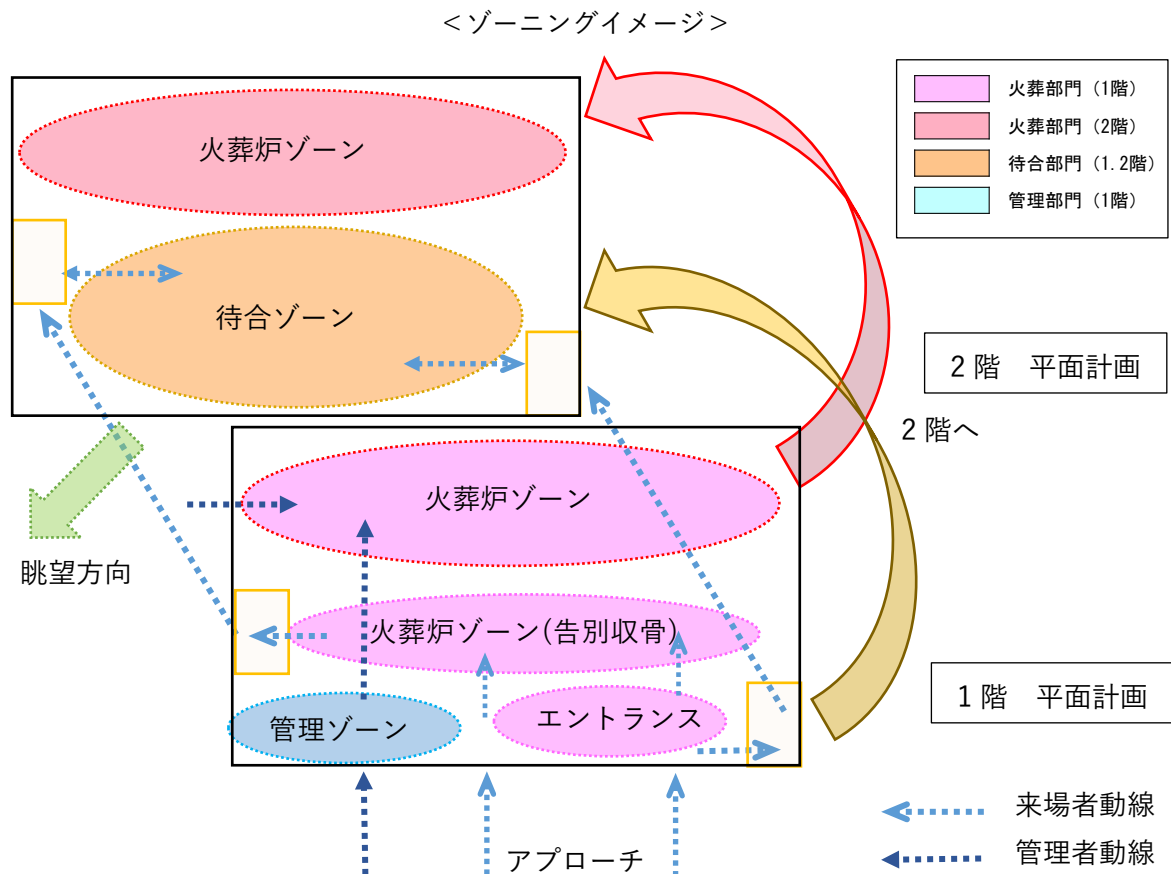 <ゾーニングイメージ>
火葬部門（1階）
火葬部門（2階）
待合部門（1.2階）
管理部門（1階）
火葬炉ゾーン
待合ゾーン
2階　平面計画
2階へ
火葬炉ゾーン
眺望方向
火葬炉ゾーン(告別収骨)
管理ゾーン
エントランス
1階　平面計画
アプローチ
来場者動線
管理者動線